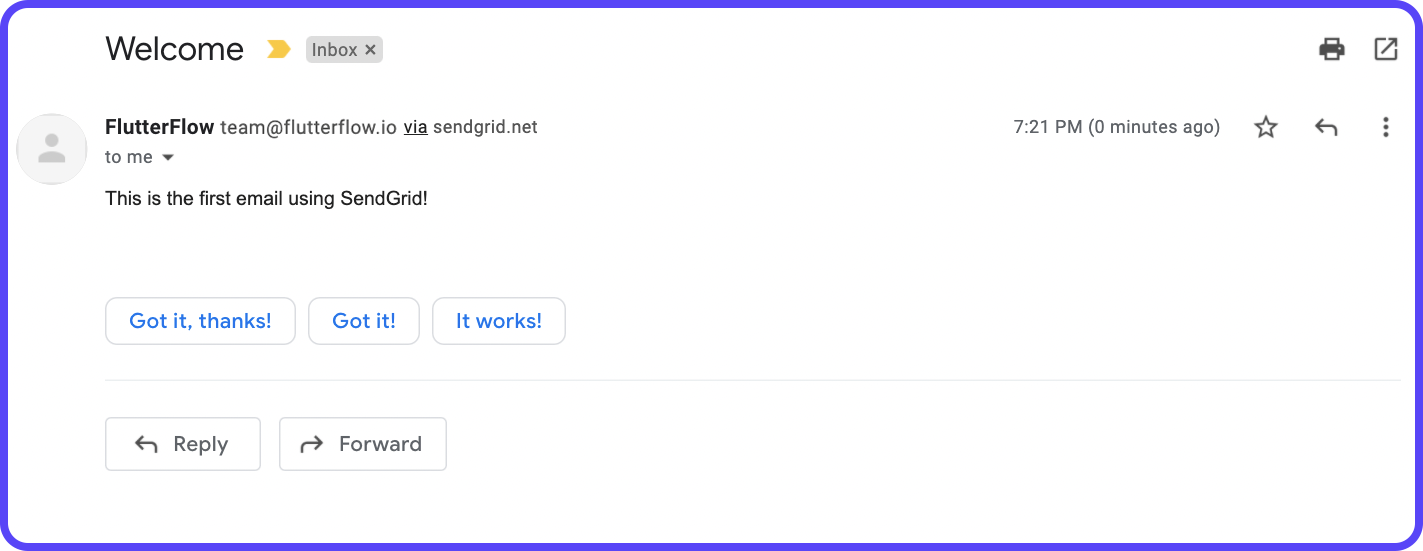 Welcome Inbox ×
FlutterFlow team@flutterflow.io via sendgrid.net 7:21 PM (0 minutes ago)
to me
This is the first email using SendGrid!
Got it, thanks! Got it! It works!
Reply Forward